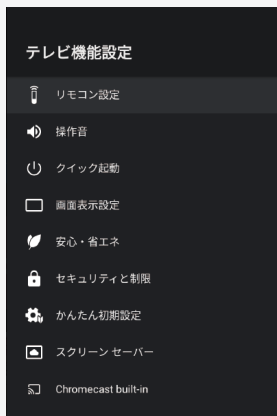 テレビ機能設定
リモコン設定
操作音
クイック起動
画面表示設定
安心・省エネ
セキュリティと制限
かんたん初期設定
スクリーン セーバー
Chromecast built-in